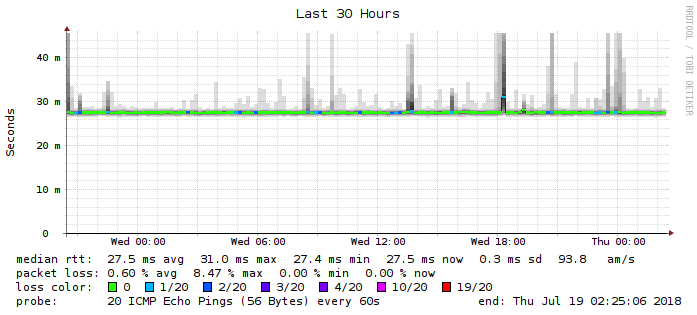 Last 30 Hours
RRDTOOL / TOBI OETIKER
Seconds
40 m
30 m
20 m
10 m
0
Wed 00:00 Wed 06:00 Wed 12:00 Wed 18:00 Thu 00:00
median rtt: 27.5 ms avg 31.0 ms max 27.4 ms min 27.5 ms now 0.3 ms sd 93.8 am/s
packet loss: 0.60 % avg 8.47 % max 0.00 % min 0.00 % now
loss color: 0 1/20 2/20 3/20 4/20 10/20 19/20
probe: 20 ICMP Echo Pings (56 Bytes) every 60s end: Thu Jul 19 02:25:06 2018